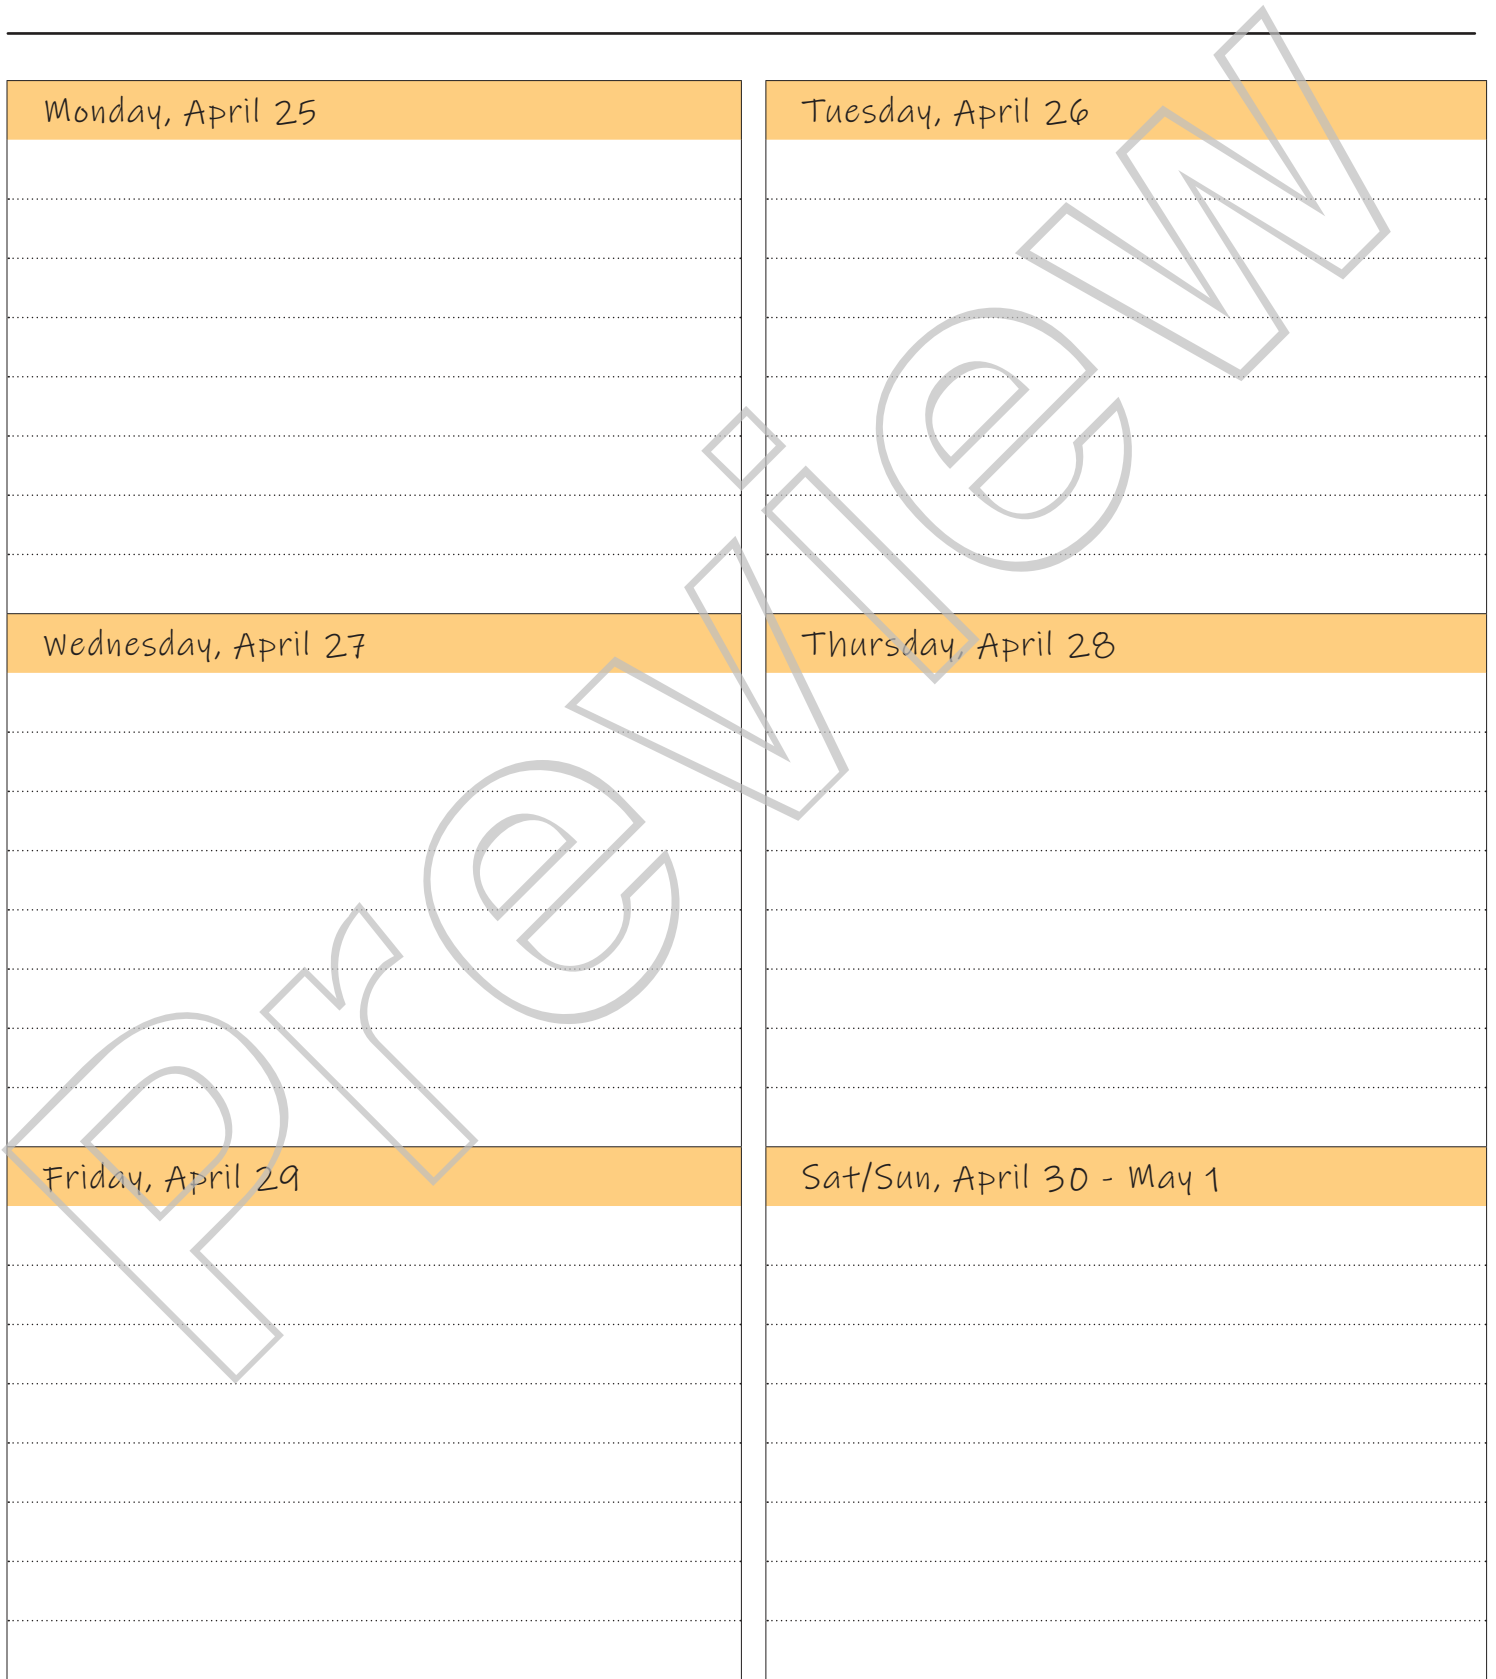 Monday, April 25
Tuesday, April 26
Wednesday, April 27
Thursday, April 28
Friday, April 29
Sat/Sun, April 30 - May 1
Preview